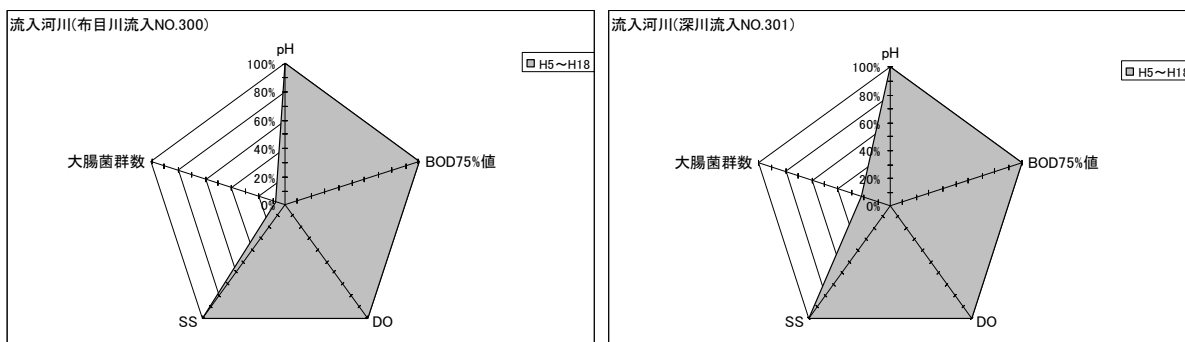 流入河川(布目川流入NO.300)
pH
100%
80%
60%
40%
20%
0%
H5～H18
大腸菌群数
BOD75%値
SS
DO
流入河川(深川流入NO.301)
pH
100%
80%
60%
40%
20%
0%
H5～H18
大腸菌群数
BOD75%値
SS
DO